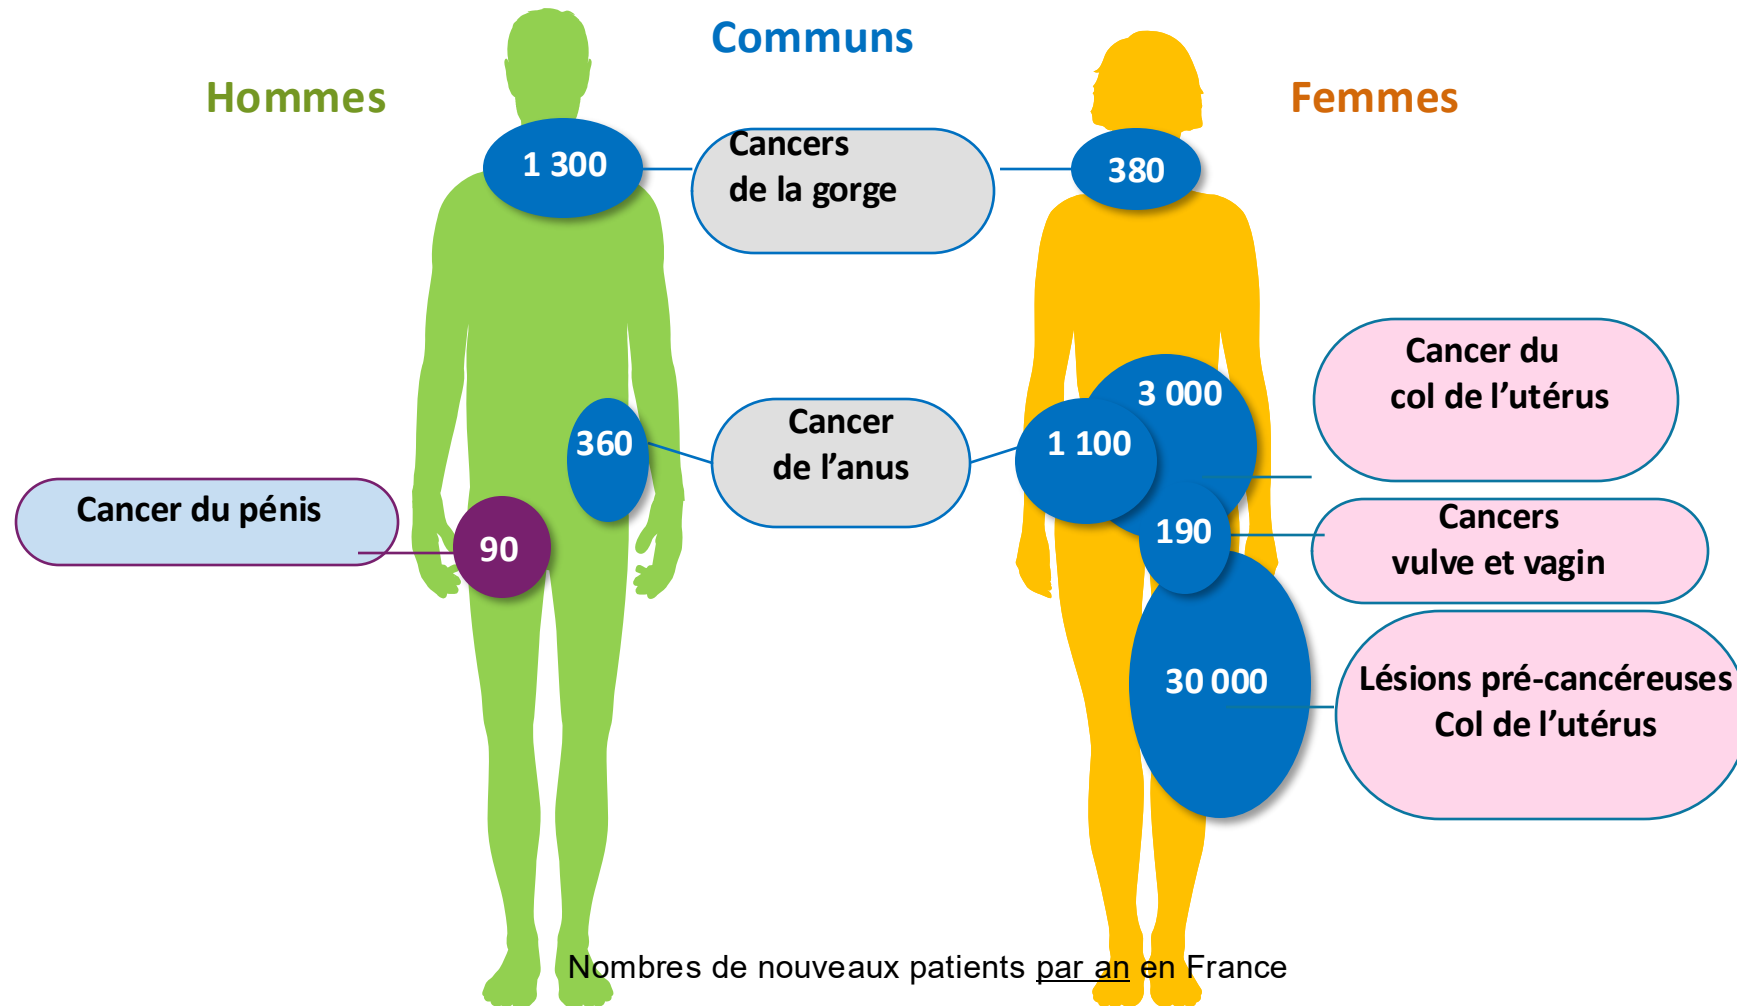 Communs
Hommes
Femmes
1 300
Cancers
de la gorge
380
Cancer du
col de l’utérus
3 000
360
Cancer
de l’anus
1 100
Cancer du pénis
90
190
Cancers
vulve et vagin
30 000
Lésions pré-cancéreuses
Col de l’utérus
Nombres de nouveaux patients par an en France